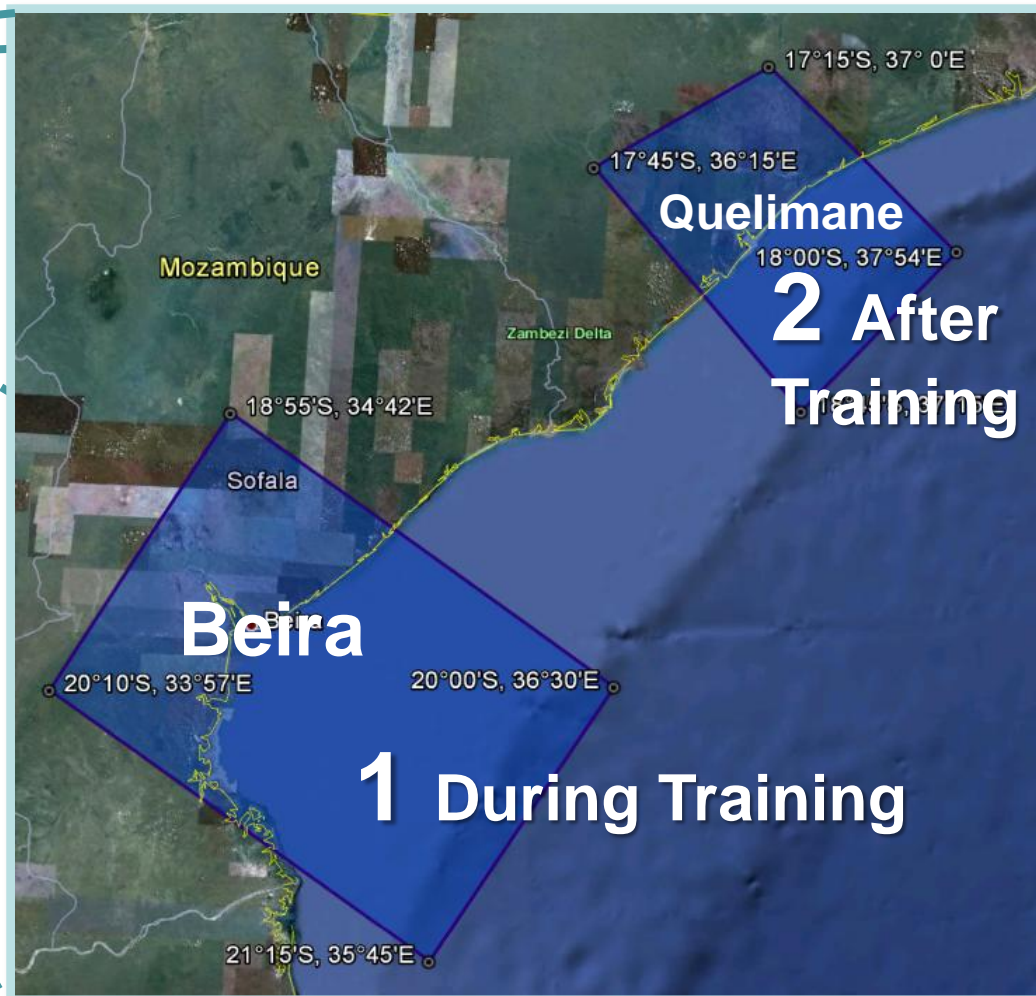 17°15'S, 37° 0'E
17°45'S, 36°15'E
Quelimane
18°00'S, 37°54'E
Mozambique
2 After
Training
Zambezi Delta
18°55'S, 34°42'E
Sofala
Beira
Beira
20°10'S, 33°57'E
20°00'S, 36°30'E
1 During Training
21°15'S, 35°45'E